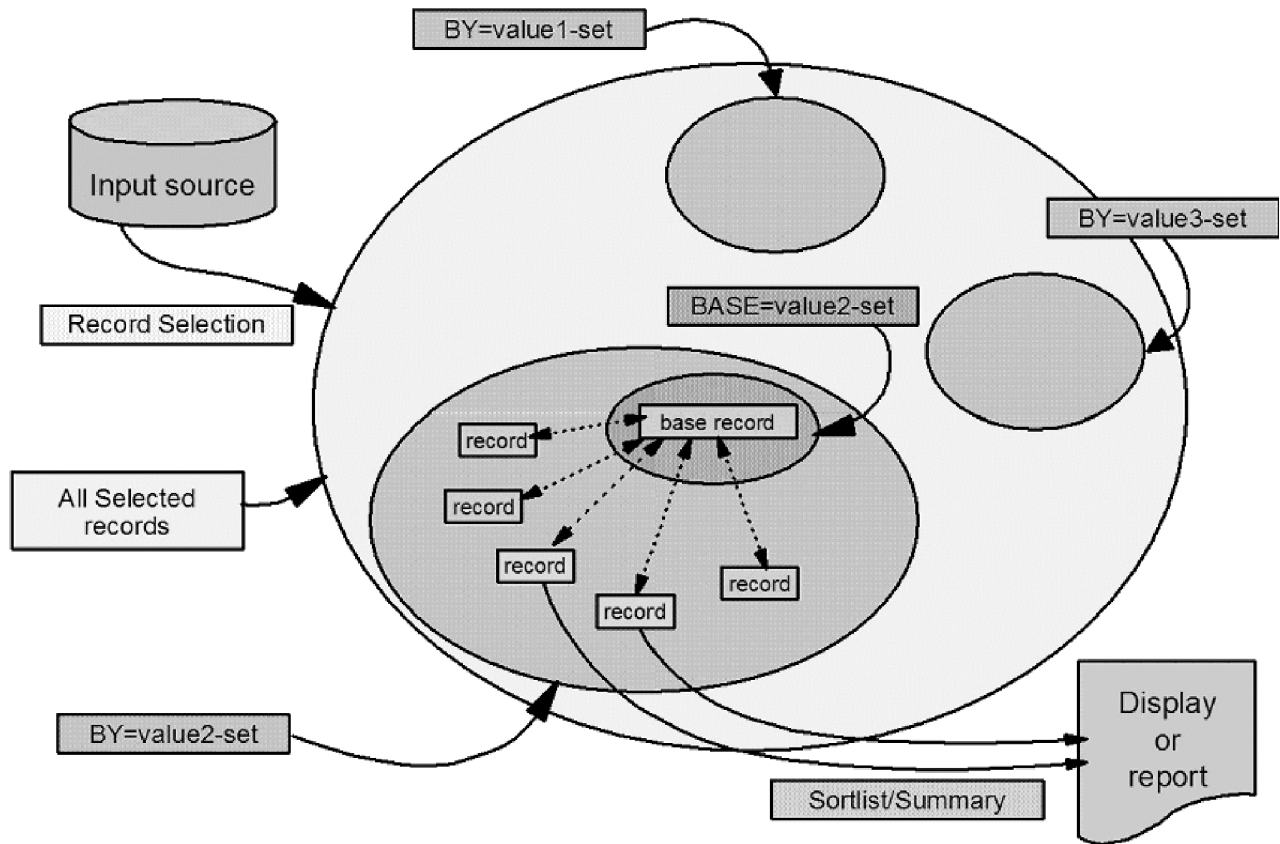 BY=value1-set
Input source
BY=value3-set
BASE=value2-set
Record Selection
base record
record
record
All Selected
records
record
record
record
BY=value2-set
Display
or
report
Sortlist/Summary